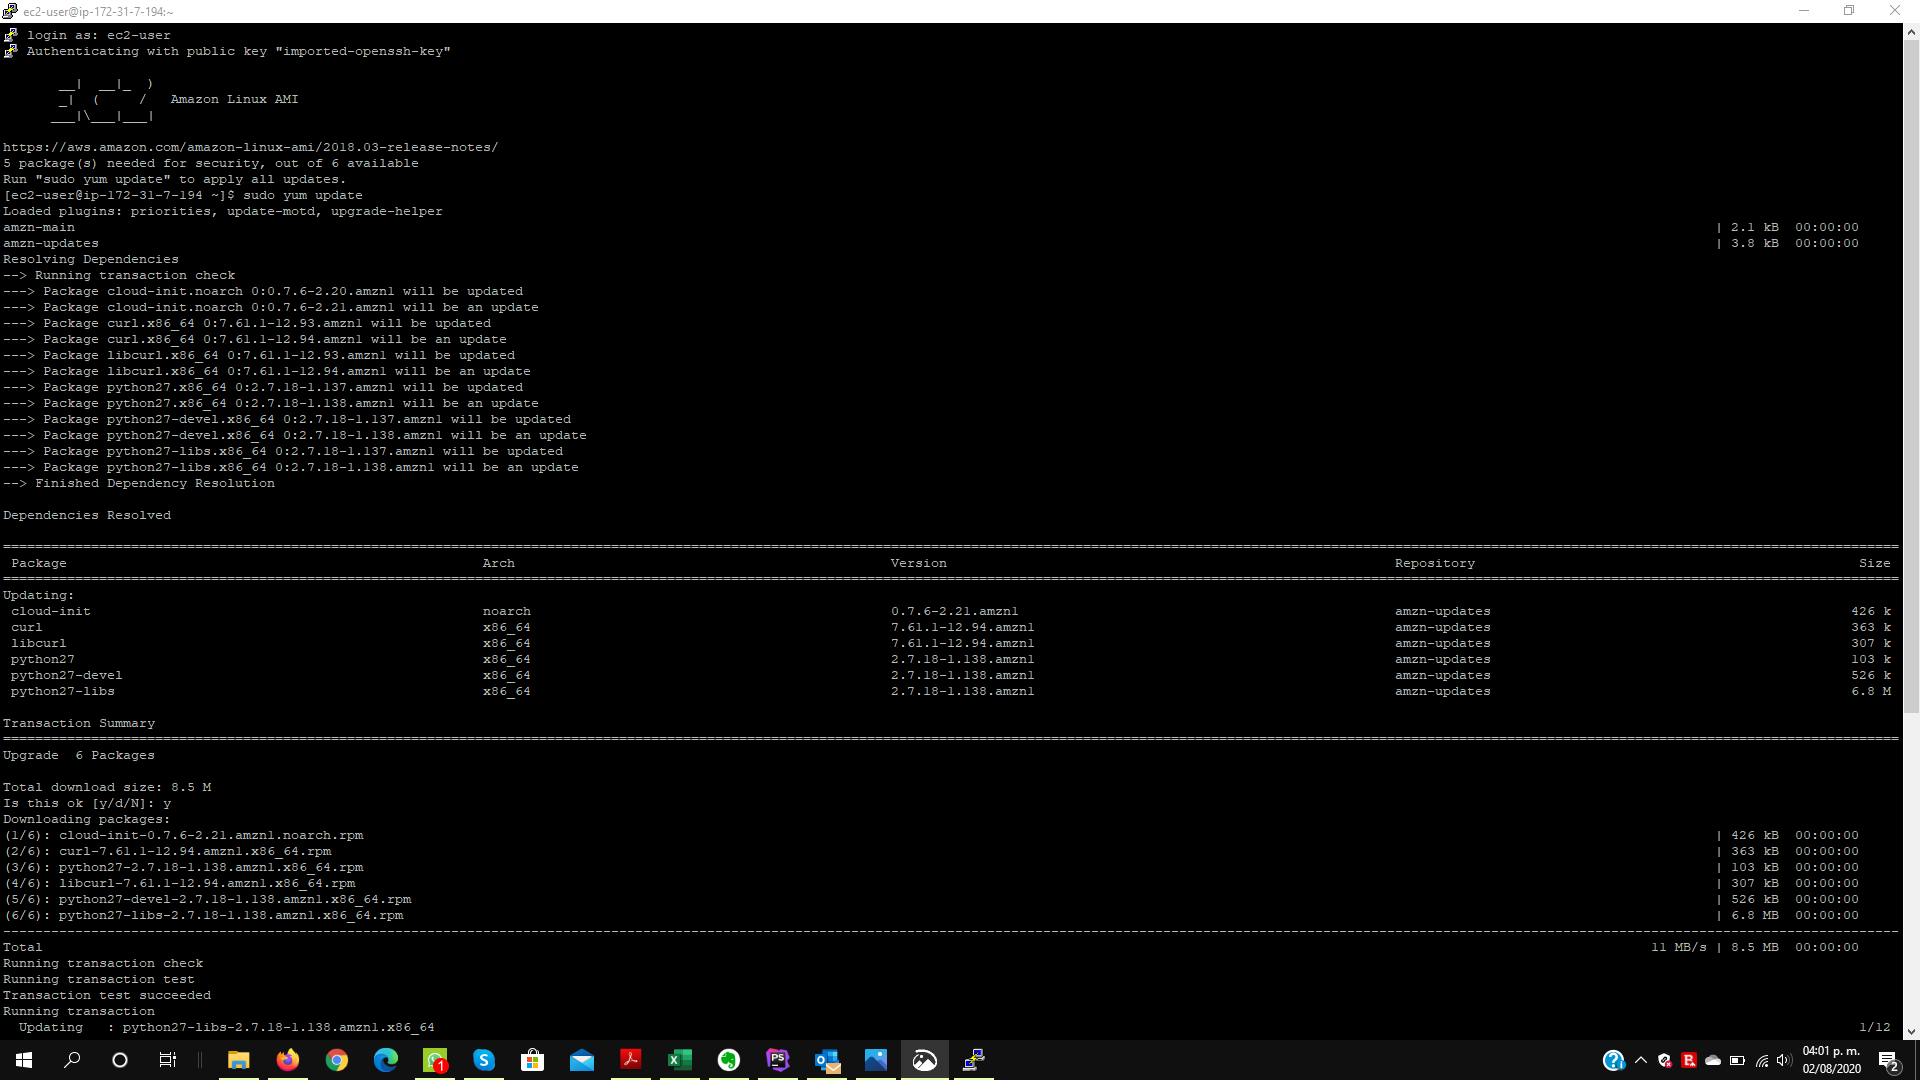 ec2-user@ip-172-31-7-194:~
login as: ec2-user
Authenticating with public key "imported-openssh-key"
__|  __|_  )
_|  (     /   Amazon Linux AMI
___|\___|___|
https://aws.amazon.com/amazon-linux-ami/2018.03-release-notes/
5 package(s) needed for security, out of 6 available
Run "sudo yum update" to apply all updates.
[ec2-user@ip-172-31-7-194 ~]$ sudo yum update
Loaded plugins: priorities, update-motd, upgrade-helper
amzn-main | 2.1 kB  00:00:00
amzn-updates | 3.8 kB  00:00:00
Resolving Dependencies
--> Running transaction check
---> Package cloud-init.noarch 0:0.7.6-2.20.amzn1 will be updated
---> Package cloud-init.noarch 0:0.7.6-2.21.amzn1 will be an update
---> Package curl.x86_64 0:7.61.1-12.93.amzn1 will be updated
---> Package curl.x86_64 0:7.61.1-12.94.amzn1 will be an update
---> Package libcurl.x86_64 0:7.61.1-12.93.amzn1 will be updated
---> Package libcurl.x86_64 0:7.61.1-12.94.amzn1 will be an update
---> Package python27.x86_64 0:2.7.18-1.137.amzn1 will be updated
---> Package python27.x86_64 0:2.7.18-1.138.amzn1 will be an update
---> Package python27-devel.x86_64 0:2.7.18-1.137.amzn1 will be updated
---> Package python27-devel.x86_64 0:2.7.18-1.138.amzn1 will be an update
---> Package python27-libs.x86_64 0:2.7.18-1.137.amzn1 will be updated
---> Package python27-libs.x86_64 0:2.7.18-1.138.amzn1 will be an update
--> Finished Dependency Resolution
Dependencies Resolved
Package Arch Version Repository Size
Updating:
cloud-init noarch 0.7.6-2.21.amzn1 amzn-updates 426 k
curl x86_64 7.61.1-12.94.amzn1 amzn-updates 363 k
libcurl x86_64 7.61.1-12.94.amzn1 amzn-updates 307 k
python27 x86_64 2.7.18-1.138.amzn1 amzn-updates 103 k
python27-devel x86_64 2.7.18-1.138.amzn1 amzn-updates 526 k
python27-libs x86_64 2.7.18-1.138.amzn1 amzn-updates 6.8 M
Transaction Summary
Upgrade  6 Packages
Total download size: 8.5 M
Is this ok [y/d/N]: y
Downloading packages:
(1/6): cloud-init-0.7.6-2.21.amzn1.noarch.rpm | 426 kB  00:00:00
(2/6): curl-7.61.1-12.94.amzn1.x86_64.rpm | 363 kB  00:00:00
(3/6): python27-2.7.18-1.138.amzn1.x86_64.rpm | 103 kB  00:00:00
(4/6): libcurl-7.61.1-12.94.amzn1.x86_64.rpm | 307 kB  00:00:00
(5/6): python27-devel-2.7.18-1.138.amzn1.x86_64.rpm | 526 kB  00:00:00
(6/6): python27-libs-2.7.18-1.138.amzn1.x86_64.rpm | 6.8 MB  00:00:00
Total 11 MB/s | 8.5 MB  00:00:00
Running transaction check
Running transaction test
Transaction test succeeded
Running transaction
Updating   : python27-libs-2.7.18-1.138.amzn1.x86_64 1/12
04:01 p. m.
02/08/2020
1
2